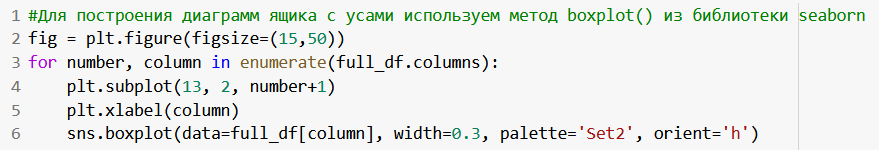 1 #Для построения диаграмм ящика с усами используем метод boxplot() из библиотеки seaborn
2 fig = plt.figure(figsize=(15,50))
3 for number, column in enumerate(full_df.columns):
4     plt.subplot(13, 2, number+1)
5     plt.xlabel(column)
6     sns.boxplot(data=full_df[column], width=0.3, palette='Set2', orient='h')